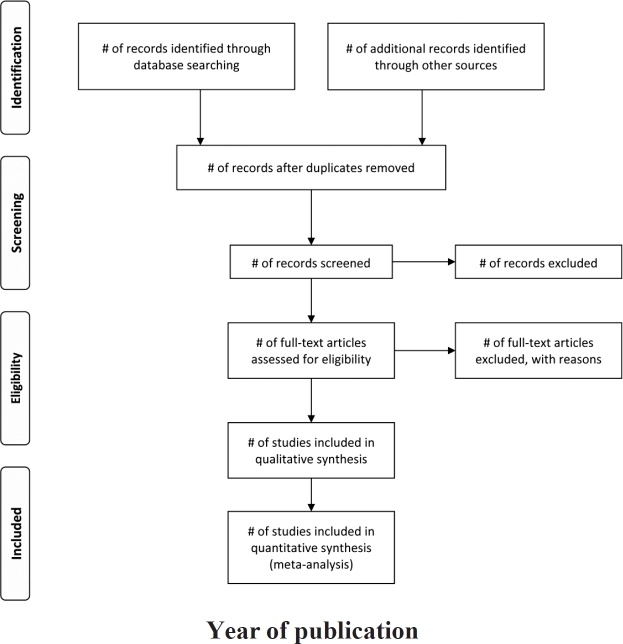 Identification
# of records identified through
database searching
# of additional records identified
through other sources
# of records after duplicates removed
Screening
# of records screened
# of records excluded
Eligibility
# of full-text articles
assessed for eligibility
# of full-text articles
excluded, with reasons
# of studies included in
qualitative synthesis
Included
# of studies included in
quantitative synthesis
(meta-analysis)
Year of publication